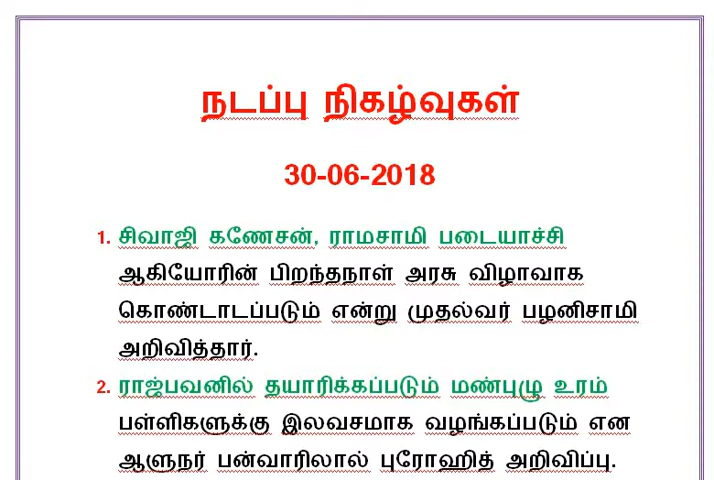 நடப்பு நிகழ்வுகள்
30-06-2018
1. சிவாஜி கணேசன், ராமசாமி படையாச்சி
ஆகியோரின் பிறந்தநாள் அரசு விழாவாக
கொண்டாடப்படும் என்று முதல்வர் பழனிசாமி
அறிவித்தார்.
2. ராஜ்பவனில் தயாரிக்கப்படும் மண்புழு உரம்
பள்ளிகளுக்கு இலவசமாக வழங்கப்படும் என
ஆளுநர் பன்வாரிலால் புரோஹித் அறிவிப்பு.